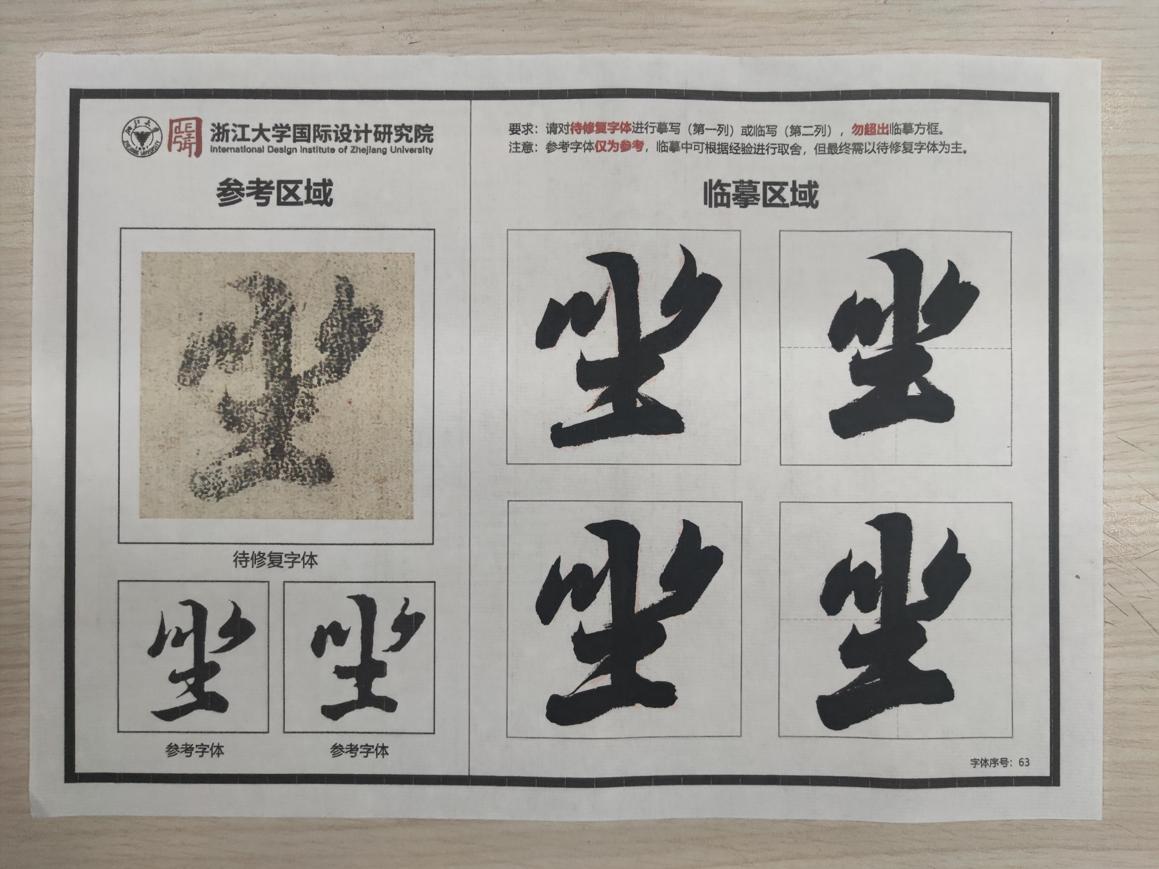 浙江大学国际设计研究院
International Design Institute of Zhejiang University
参考区域
坐
待修复字体
坐
坐
参考字体
参考字体
要求：请对待修复字体进行摹写（第一列）或临写（第二列），勿超出临摹方框。
注意：参考字体仅为参考，临摹中可根据经验进行取舍，但最终需以待修复字体为主。
临摹区域
坐
坐
坐
坐
字体序号：63